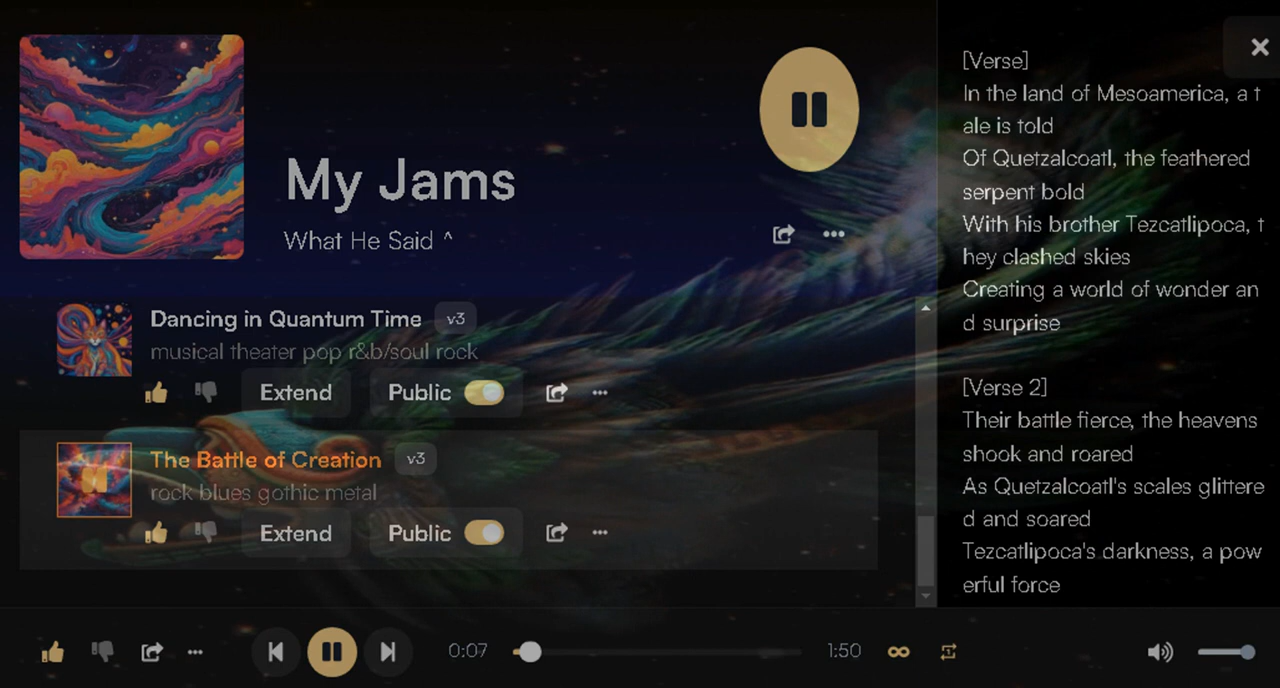 My Jams
What He Said ^
Dancing in Quantum Time v3
musical theater pop r&b/soul rock
Extend Public
The Battle of Creation v3
rock blues gothic metal
Extend Public
0:07 1:50
[Verse]
In the land of Mesoamerica, a t
ale is told
Of Quetzalcoatl, the feathered
serpent bold
With his brother Tezcatlipoca, t
hey clashed skies
Creating a world of wonder an
d surprise
[Verse 2]
Their battle fierce, the heavens
shook and roared
As Quetzalcoatl's scales glittere
d and soared
Tezcatlipoca's darkness, a pow
erful force